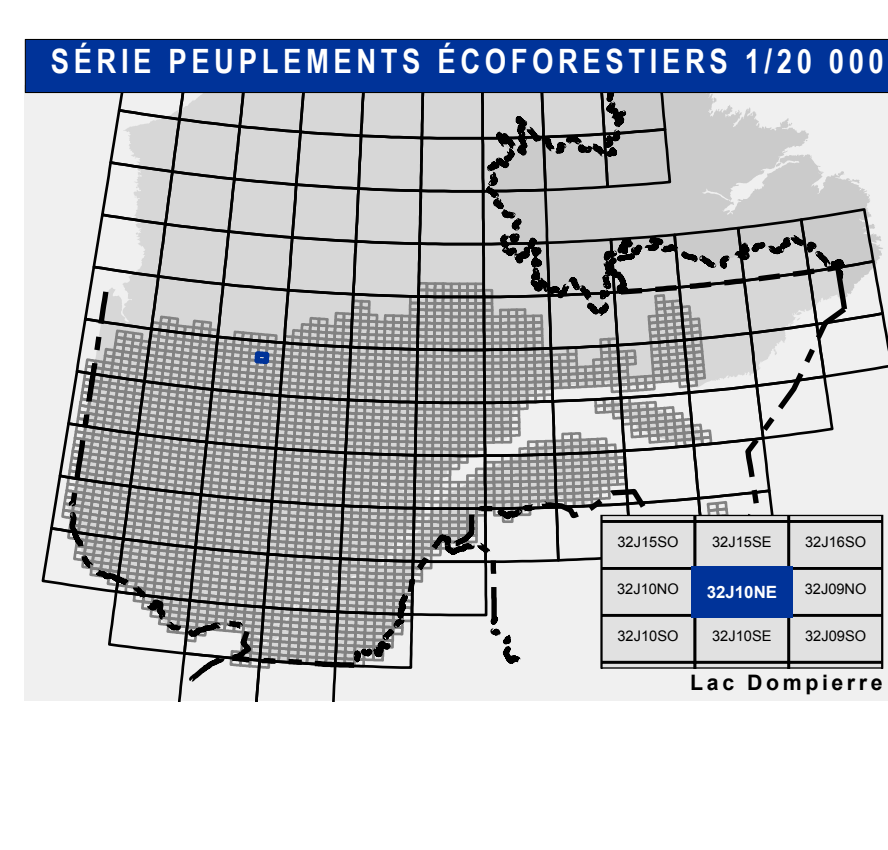 SÉRIE PEUPLEMENTS ÉCOFORESTIERS 1/20 000
32J15SO 32J15SE 32J16SO
32J10NO 32J10NE 32J09NO
32J10SO 32J10SE 32J09SO
Lac Dompierre